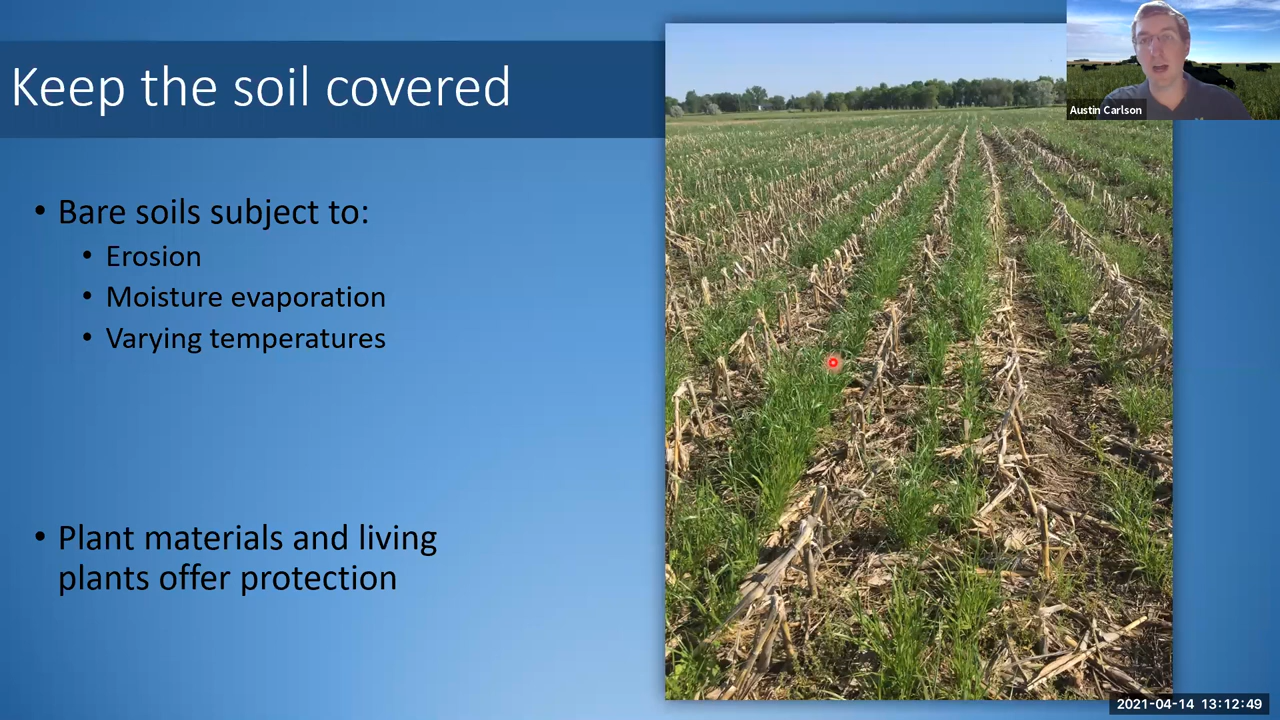 Keep the soil covered
Austin Carlson
• Bare soils subject to:
• Erosion
• Moisture evaporation
• Varying temperatures
• Plant materials and living
plants offer protection
2021-04-14 13:12:49